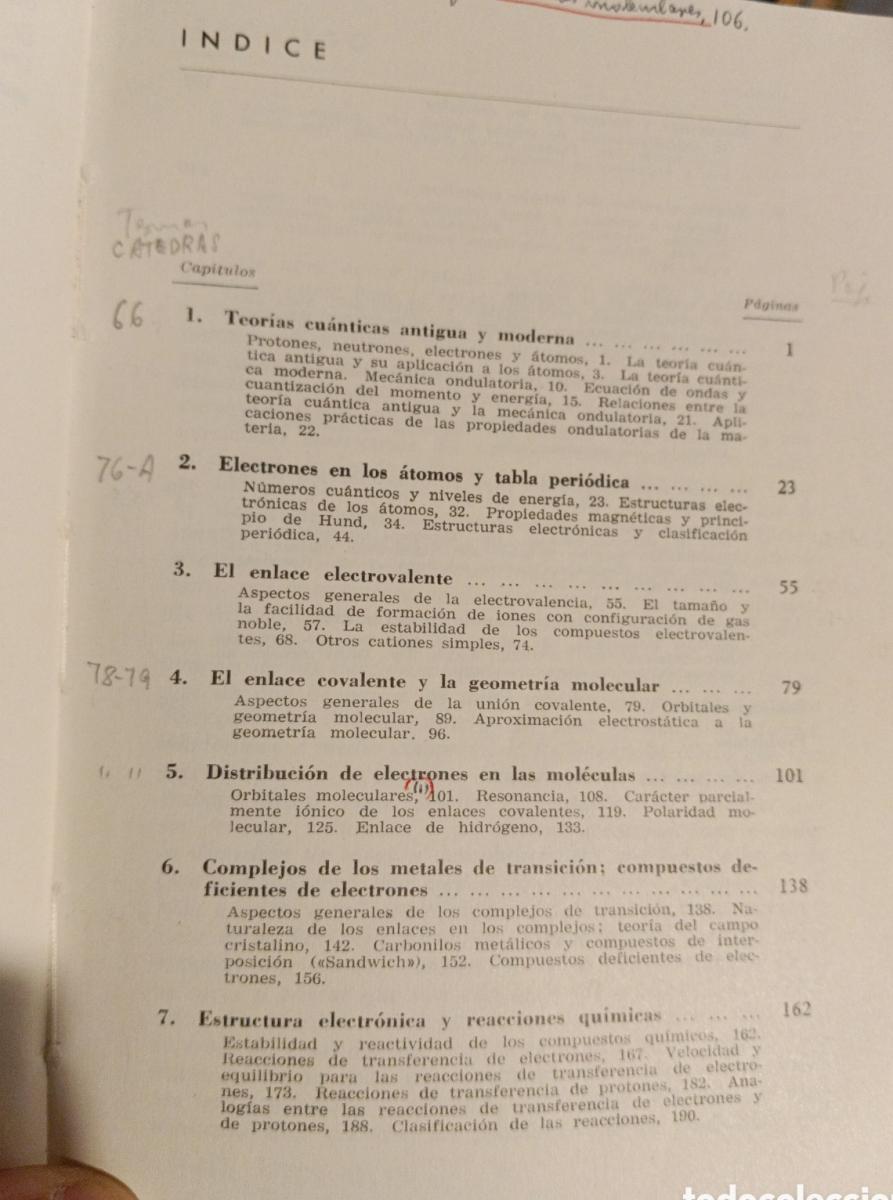 moleculares, 106.
INDICE
CATEDRAS
Capítulos
Páginas
66
1. Teorías cuánticas antigua y moderna ... ... ... ... ... ... 1
Protones, neutrones, electrones y átomos, 1. La teoría cuán-
tica antigua y su aplicación a los átomos, 3. La teoría cuánti-
ca moderna. Mecánica ondulatoria, 10. Ecuación de ondas y
cuantización del momento y energía, 15. Relaciones entre la
teoría cuántica antigua y la mecánica ondulatoria, 21. Apli-
caciones prácticas de las propiedades ondulatorias de la ma-
teria, 22.
76-A
2. Electrones en los átomos y tabla periódica ... ... ... ... 23
Números cuánticos y niveles de energía, 23. Estructuras elec-
trónicas de los átomos, 32. Propiedades magnéticas y princi-
pio de Hund, 34. Estructuras electrónicas y clasificación
periódica, 44.
3. El enlace electrovalente ... ... ... ... ... ... ... ... ... 55
Aspectos generales de la electrovalencia, 55. El tamaño y
la facilidad de formación de iones con configuración de gas
noble, 57. La estabilidad de los compuestos electrovalen-
tes, 68. Otros cationes simples, 74.
78-79
4. El enlace covalente y la geometría molecular ... ... ... 79
Aspectos generales de la unión covalente, 79. Orbitales y
geometría molecular, 89. Aproximación electrostática a la
geometría molecular. 96.
" "
5. Distribución de electrones en las moléculas ... ... ... ... 101
(1)
Orbitales moleculares, 101. Resonancia, 108. Carácter parcial-
mente iónico de los enlaces covalentes, 119. Polaridad mo-
lecular, 125. Enlace de hidrógeno, 133.
6. Complejos de los metales de transición; compuestos de-
ficientes de electrones ... ... ... ... ... ... ... ... ... ... 138
Aspectos generales de los complejos de transición, 138. Na-
turaleza de los enlaces en los complejos; teoría del campo
cristalino, 142. Carbonilos metálicos y compuestos de inter-
posición («Sandwich»), 152. Compuestos deficientes de elec-
trones, 156.
7. Estructura electrónica y reacciones químicas ... ... ... 162
Estabilidad y reactividad de los compuestos químicos, 162.
Reacciones de transferencia de electrones, 167. Velocidad y
equilibrio para las reacciones de transferencia de electro-
nes, 173. Reacciones de transferencia de protones, 182. Ana-
logías entre las reacciones de transferencia de electrones y
de protones, 188. Clasificación de las reacciones, 190.